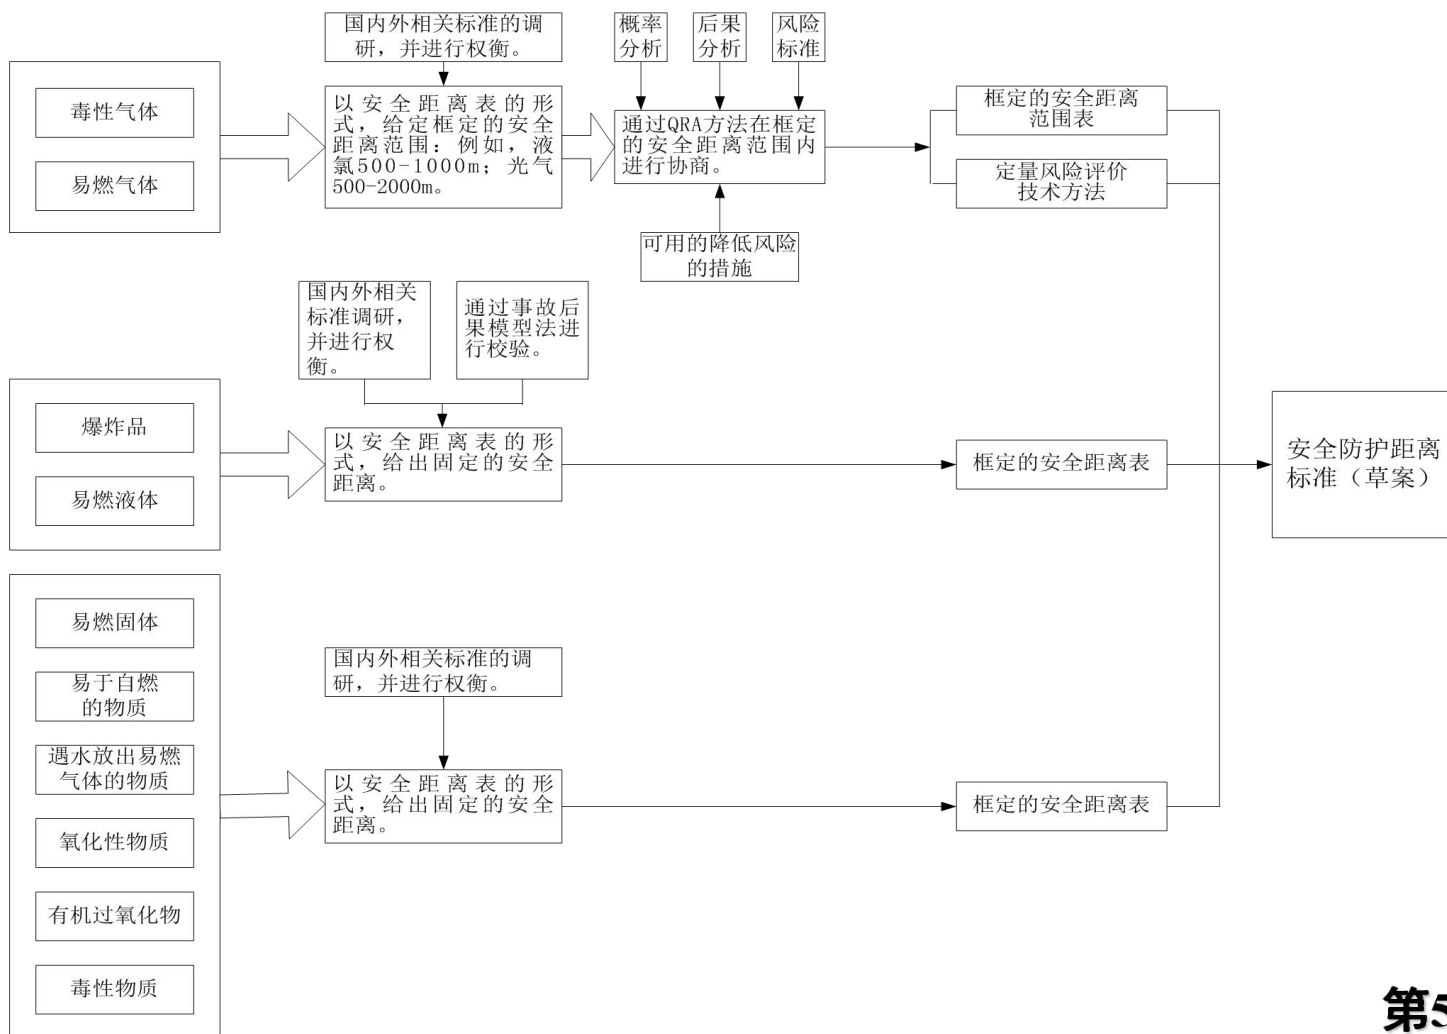 国内外相关标准的调
研，并进行权衡。
概率
分析
后果
分析
风险
标准
毒性气体
易燃气体
以安全距离表的形
式，给定框定的安全
距离范围：例如，液
氯500-1000m；光气
500-2000m。
通过QRA方法在框定
的安全距离范围内
进行协商。
可用的降低风险
的措施
框定的安全距离
范围表
定量风险评价
技术方法
国内外相关
标准调研，
并进行权
衡。
通过事故后
果模型法进
行校验。
爆炸品
易燃液体
以安全距离表的形
式，给出固定的安全
距离。
框定的安全距离表
安全防护距离
标准（草案）
易燃固体
易于自燃
的物质
遇水放出易燃
气体的物质
氧化性物质
有机过氧化物
毒性物质
国内外相关标准的调
研，并进行权衡。
以安全距离表的形
式，给出固定的安全
距离。
框定的安全距离表
第5